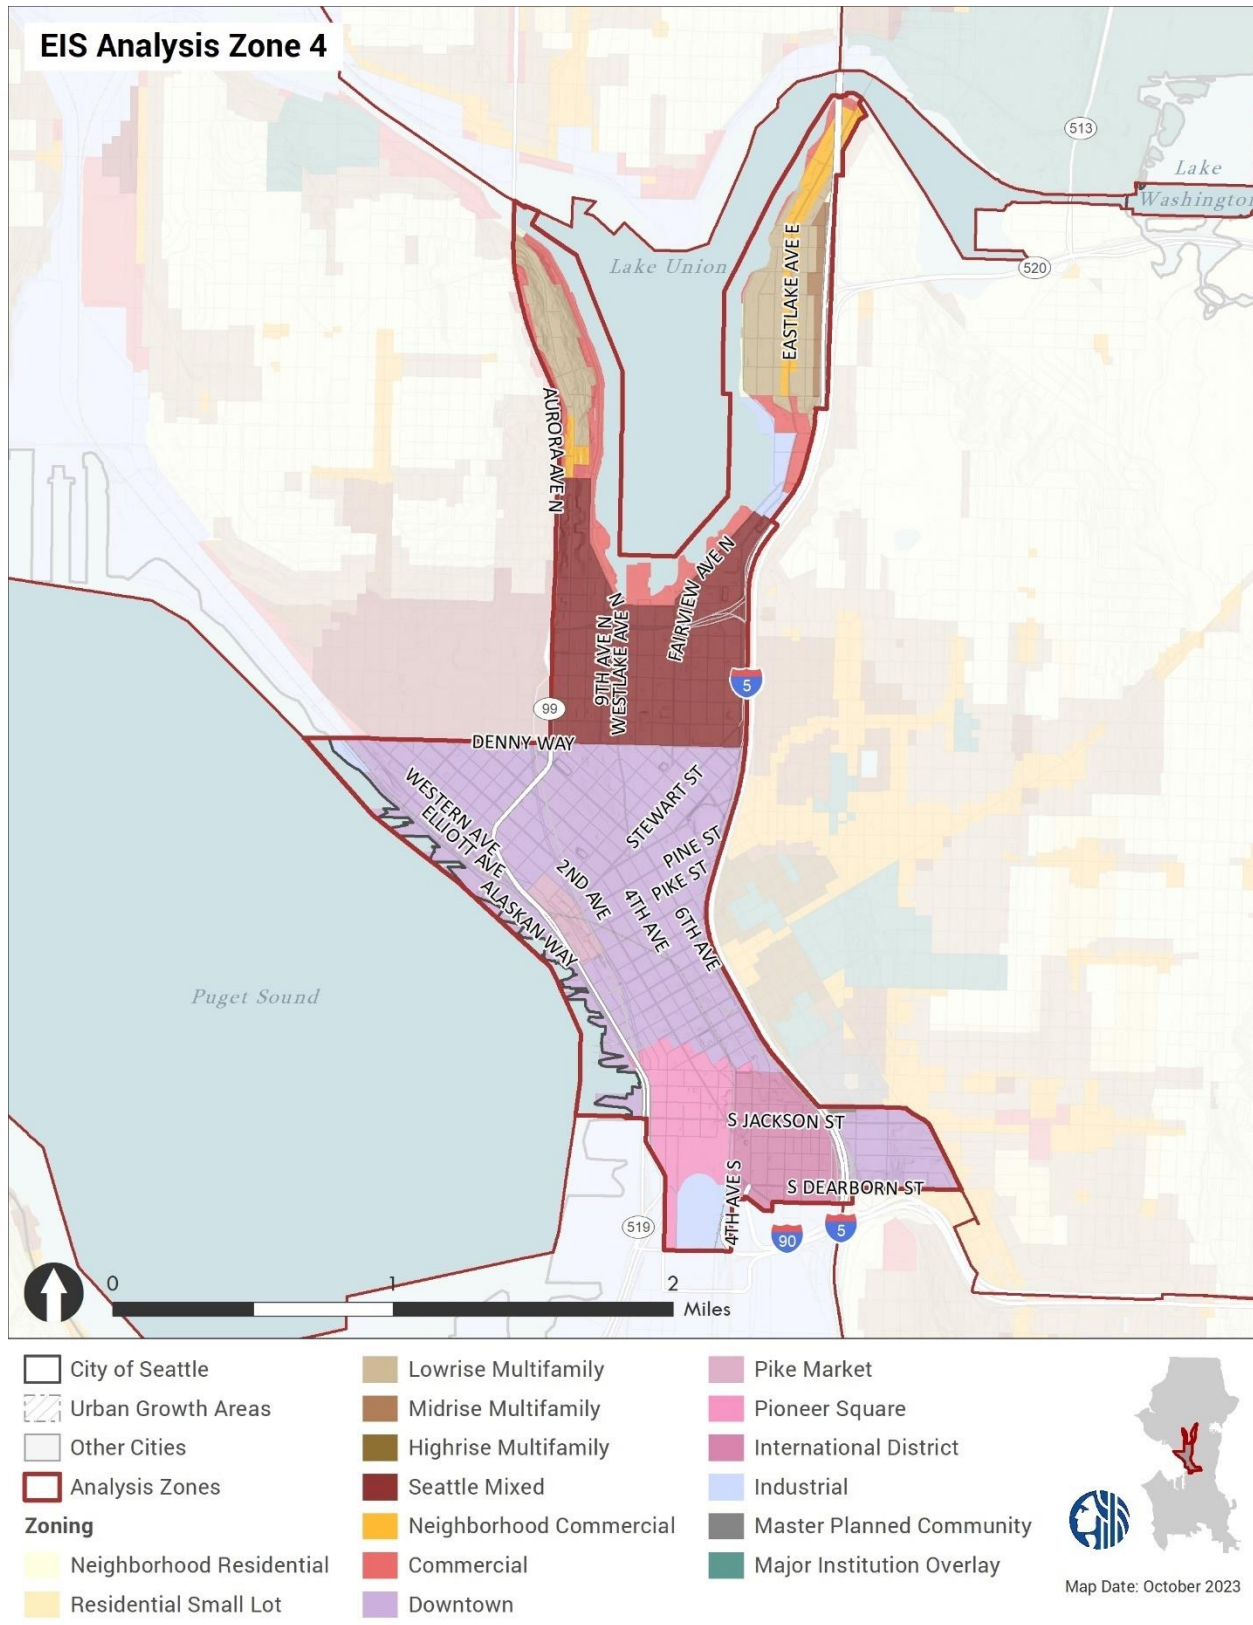 EIS Analysis Zone 4
513
Lake
Washington
520
Lake Union
EASTLAKE AVE E
AURORA AVE N
FAIRVIEW AVE N
9TH AVE N
WESTLAKE AVE N
5
99
DENNY WAY
WESTERN AVE
ELLIOTT AVE
STEWART ST
PINE ST
PIKE ST
2ND AVE
4TH AVE
6TH AVE
ALASKAN WAY
Puget Sound
S JACKSON ST
S DEARBORN ST
4TH AVE S
519
90
5
0 1 2
Miles
City of Seattle
Urban Growth Areas
Other Cities
Analysis Zones
Zoning
Neighborhood Residential
Residential Small Lot
Lowrise Multifamily
Midrise Multifamily
Highrise Multifamily
Seattle Mixed
Neighborhood Commercial
Commercial
Downtown
Pike Market
Pioneer Square
International District
Industrial
Master Planned Community
Major Institution Overlay
Map Date: October 2023